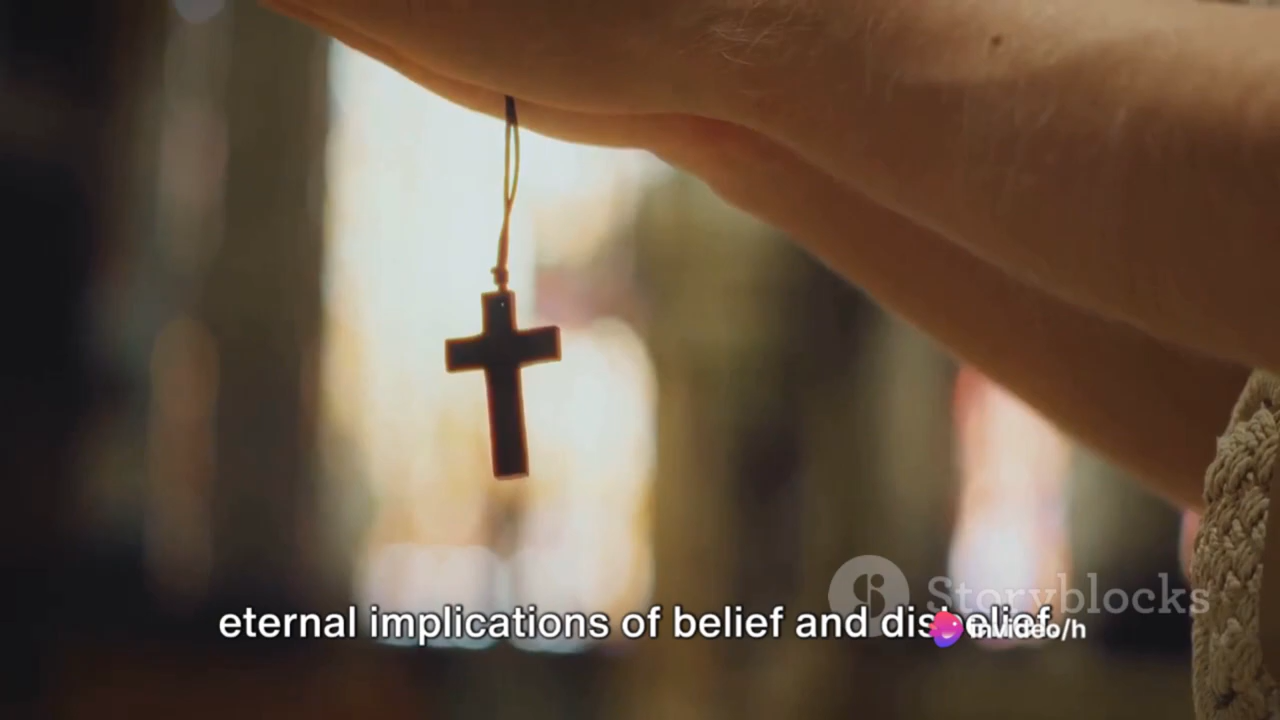 Storyblocks
eternal implications of belief and disbelief.
invideo/h